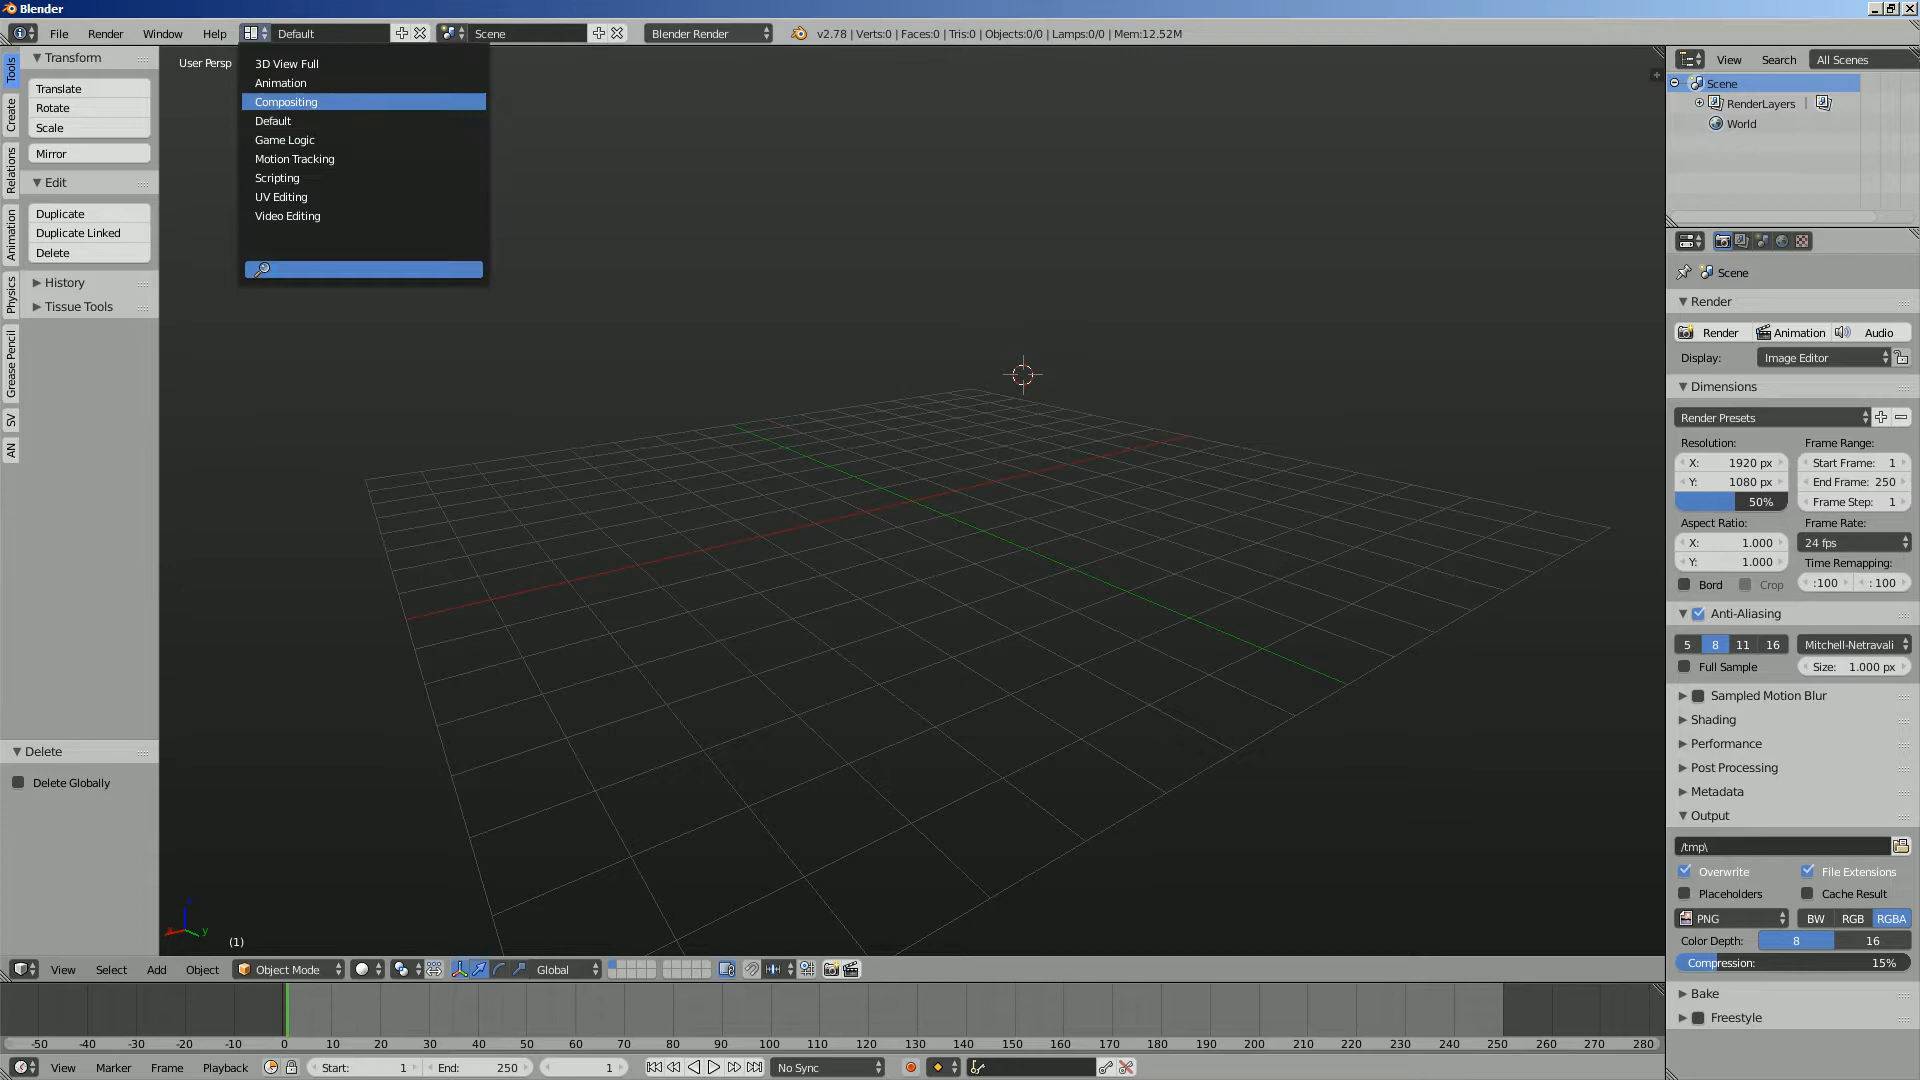 Blender
File Render Window Help Default Scene Blender Render v2.78 | Verts:0 | Faces:0 | Tris:0 | Objects:0/0 | Lamps:0/0 | Mem:12.52M
Tools
Create
Relations
Animation
Physics
Grease Pencil
SV
AN
Transform
Translate
Rotate
Scale
Mirror
Edit
Duplicate
Duplicate Linked
Delete
History
Tissue Tools
Delete
Delete Globally
User Persp
3D View Full
Animation
Compositing
Default
Game Logic
Motion Tracking
Scripting
UV Editing
Video Editing
x y
(1)
View Select Add Object Object Mode Global
-50 -40 -30 -20 -10 0 10 20 30 40 50 60 70 80 90 100 110 120 130 140 150 160 170 180 190 200 210 220 230 240 250 260 270 280
View Marker Frame Playback Start: 1 End: 250 1 No Sync
View Search All Scenes
Scene
RenderLayers |
World
Scene
Render
Render Animation Audio
Display: Image Editor
Dimensions
Render Presets
Resolution: Frame Range:
X: 1920 px Start Frame: 1
Y: 1080 px End Frame: 250
50% Frame Step: 1
Aspect Ratio: Frame Rate:
X: 1.000 24 fps
Y: 1.000 Time Remapping:
Bord Crop :100 : 100
Anti-Aliasing
5 8 11 16 Mitchell-Netravali
Full Sample Size: 1.000 px
Sampled Motion Blur
Shading
Performance
Post Processing
Metadata
Output
/tmp\
Overwrite File Extensions
Placeholders Cache Result
PNG BW RGB RGBA
Color Depth: 8 16
Compression: 15%
Bake
Freestyle